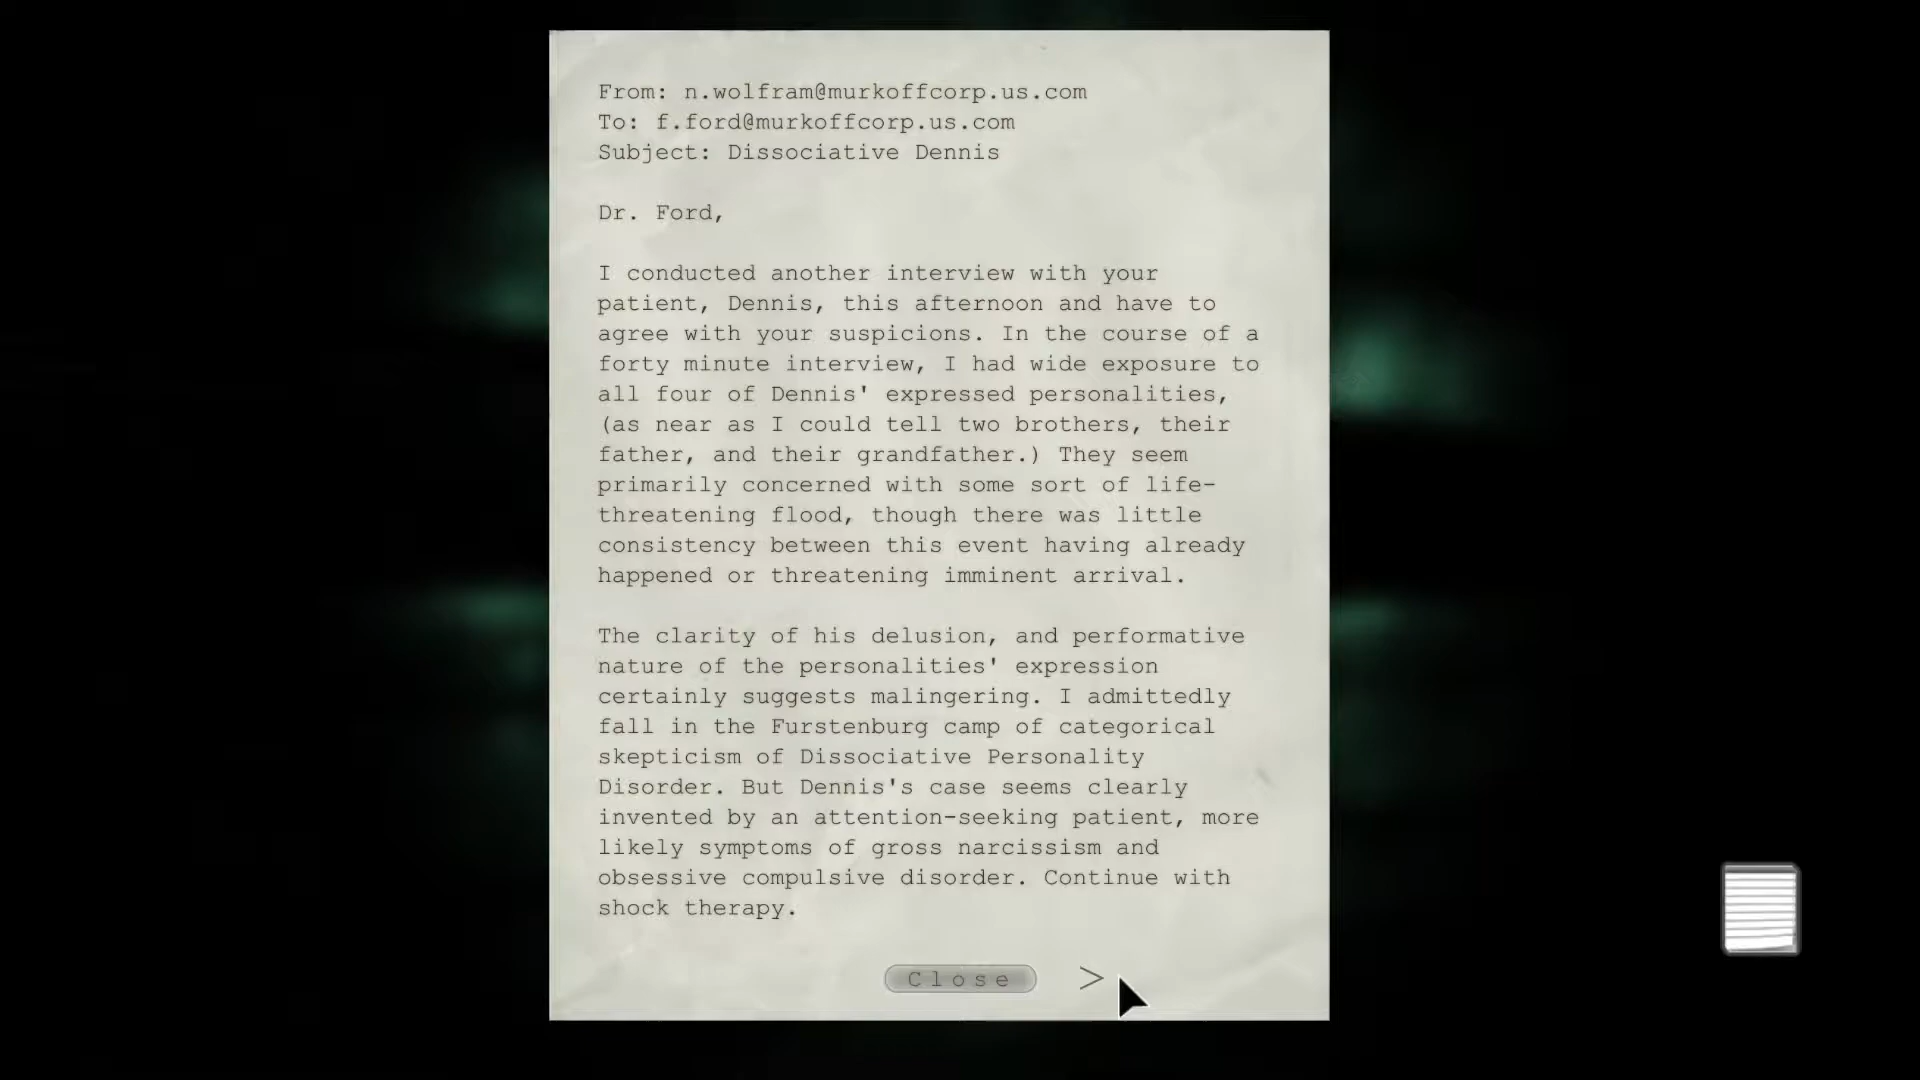 From: n.wolfram@murkoffcorp.us.com
To: f.ford@murkoffcorp.us.com
Subject: Dissociative Dennis
Dr. Ford,
I conducted another interview with your
patient, Dennis, this afternoon and have to
agree with your suspicions. In the course of a
forty minute interview, I had wide exposure to
all four of Dennis' expressed personalities,
(as near as I could tell two brothers, their
father, and their grandfather.) They seem
primarily concerned with some sort of life-
threatening flood, though there was little
consistency between this event having already
happened or threatening imminent arrival.
The clarity of his delusion, and performative
nature of the personalities' expression
certainly suggests malingering. I admittedly
fall in the Furstenburg camp of categorical
skepticism of Dissociative Personality
Disorder. But Dennis's case seems clearly
invented by an attention-seeking patient, more
likely symptoms of gross narcissism and
obsessive compulsive disorder. Continue with
shock therapy.
Close >